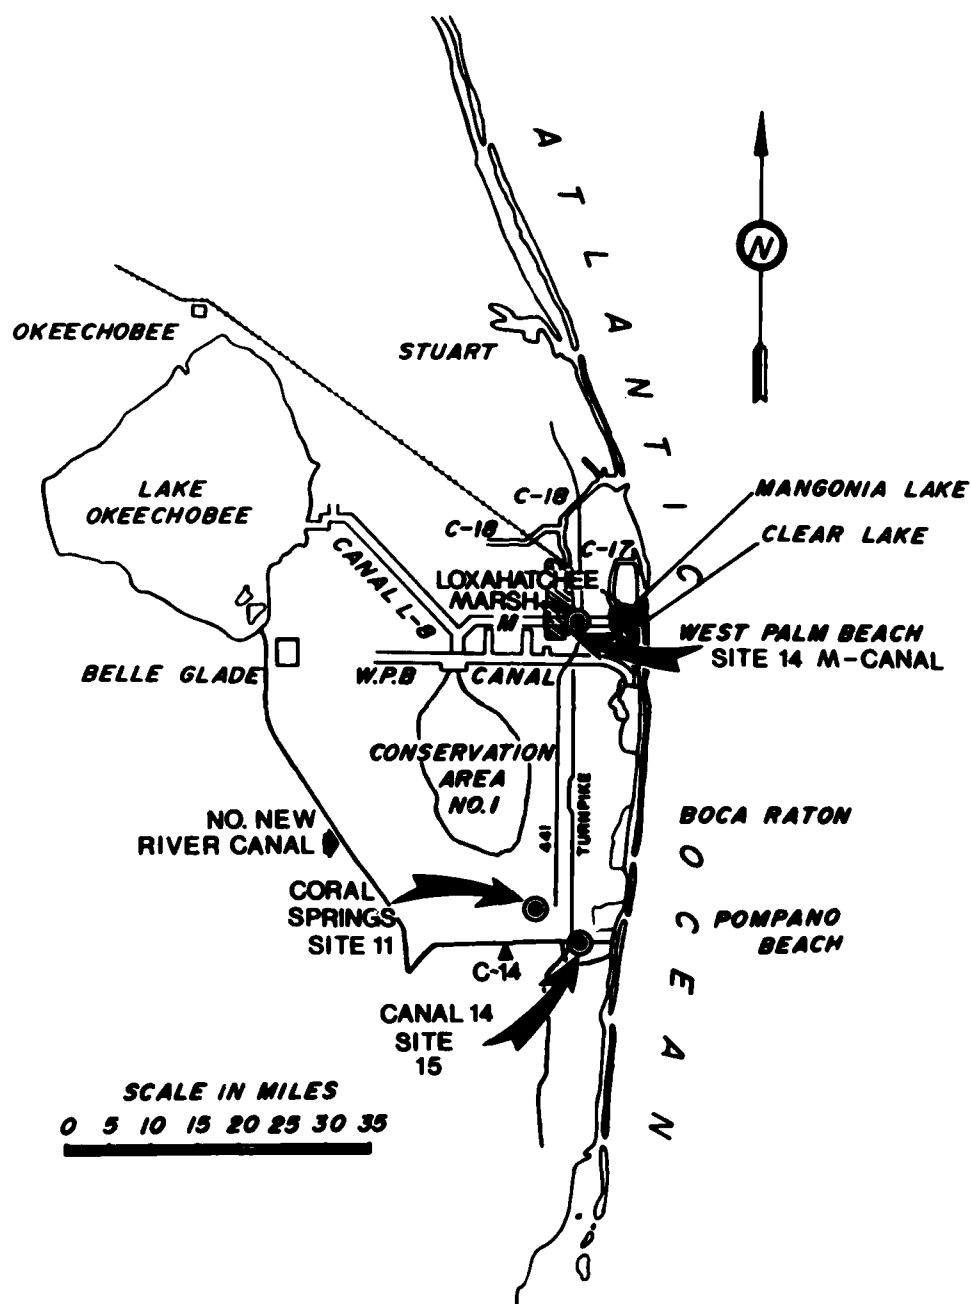 ATLANTIC OCEAN
N
OKEECHOBEE
STUART
LAKE
OKEECHOBEE
C-18
C-18
MANGONIA LAKE
CLEAR LAKE
C-17
CANAL L-8
LOXAHATCHEE
MARSH
M
WEST PALM BEACH
SITE 14 M-CANAL
BELLE GLADE
W.P.B CANAL
CONSERVATION
AREA
NO.1
441
TURNPIKE
NO. NEW
RIVER CANAL
BOCA RATON
CORAL
SPRINGS
SITE 11
POMPANO
BEACH
C-14
CANAL 14
SITE
15
SCALE IN MILES
0 5 10 15 20 25 30 35